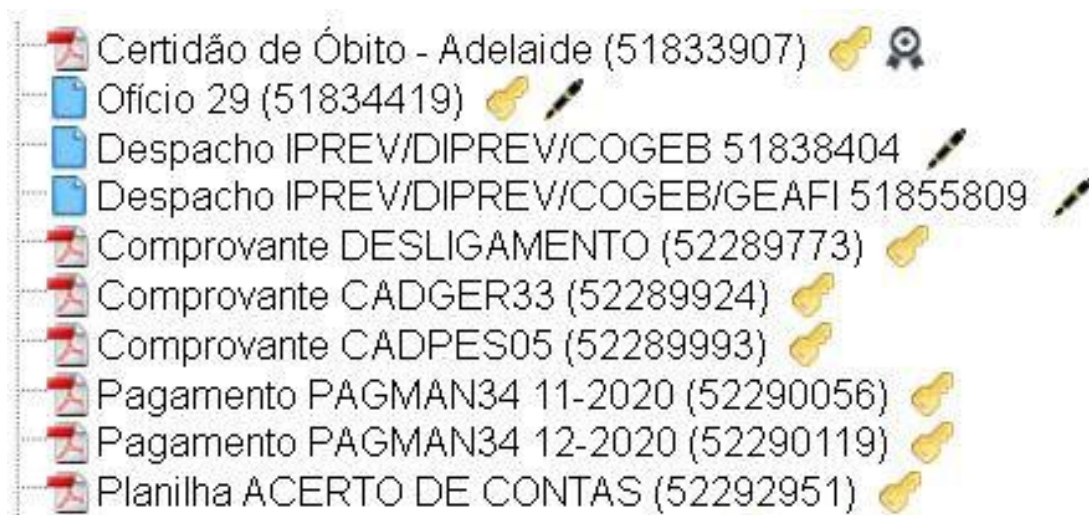 Certidão de Óbito - Adelaide (51833907)
Ofício 29 (51834419)
Despacho IPREV/DIPREV/COGEB 51838404
Despacho IPREV/DIPREV/COGEB/GEAFI 51855809
Comprovante DESLIGAMENTO (52289773)
Comprovante CADGER33 (52289924)
Comprovante CADPES05 (52289993)
Pagamento PAGMAN34 11-2020 (52290056)
Pagamento PAGMAN34 12-2020 (52290119)
Planilha ACERTO DE CONTAS (52292951)